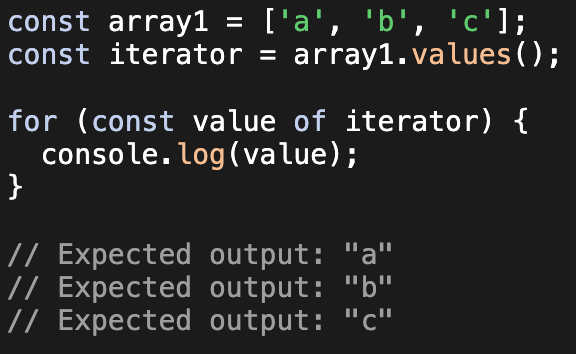 const array1 = ['a', 'b', 'c'];
const iterator = array1.values();

for (const value of iterator) {
  console.log(value);
}

// Expected output: "a"
// Expected output: "b"
// Expected output: "c"